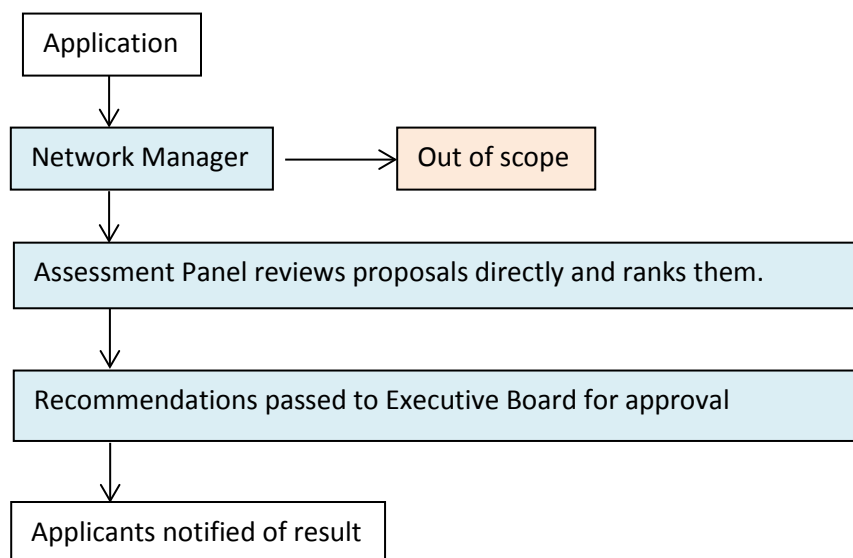 Application
Network Manager
Out of scope
Assessment Panel reviews proposals directly and ranks them.
Recommendations passed to Executive Board for approval
Applicants notified of result